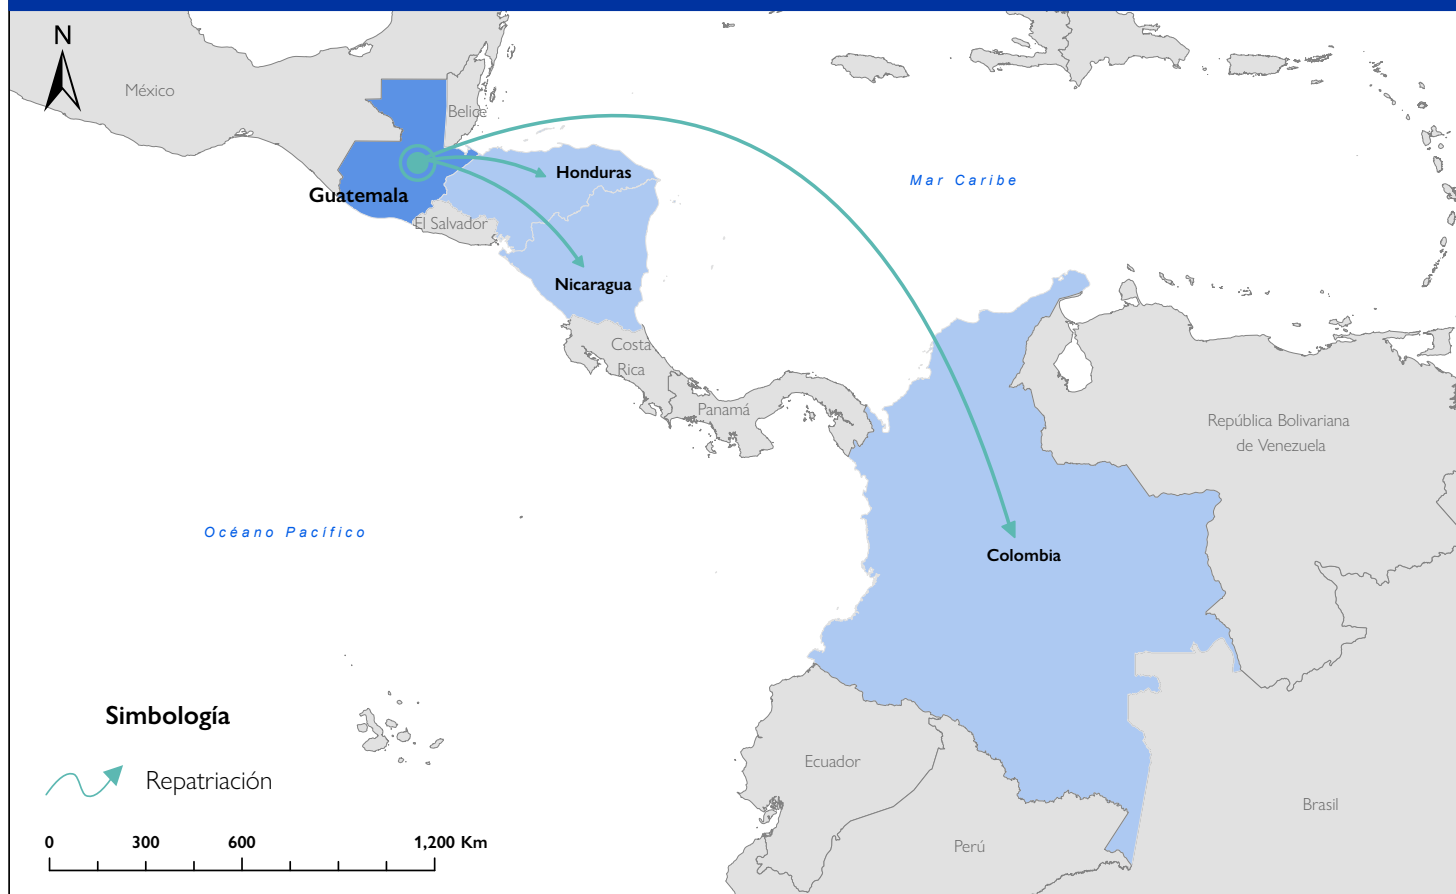 N
México
Belice
Honduras
Mar Caribe
Guatemala
El Salvador
Nicaragua
Costa
Rica
Panamá
República Bolivariana
de Venezuela
Océano Pacífico
Colombia
Simbología
Ecuador
Repatriación
Brasil
0 300 600 1,200 Km
Perú